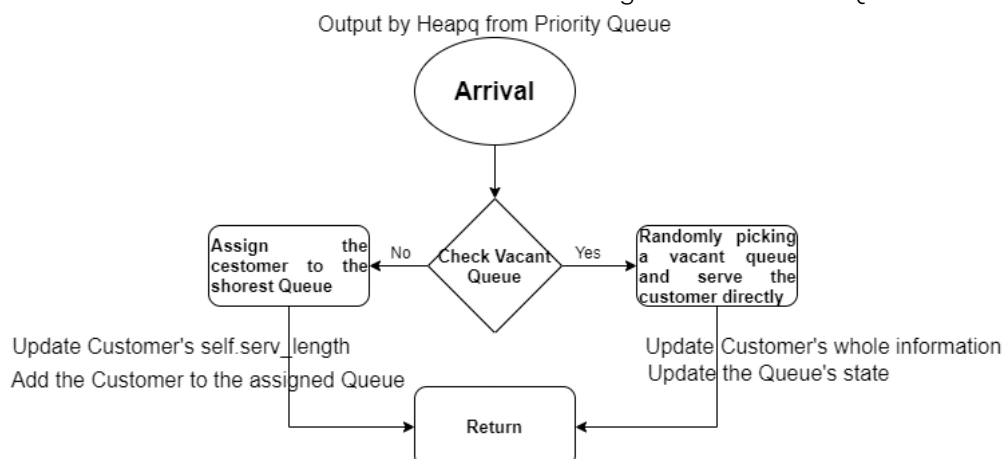 Output by Heapq from Priority Queue
Arrival
Check Vacant
Queue
No
Yes
Assign the
cestomer to the
shorest Queue
Randomly picking
a vacant queue
and serve the
customer directly
Update Customer's self.serv_length
Add the Customer to the assigned Queue
Update Customer's whole information
Update the Queue's state
Return